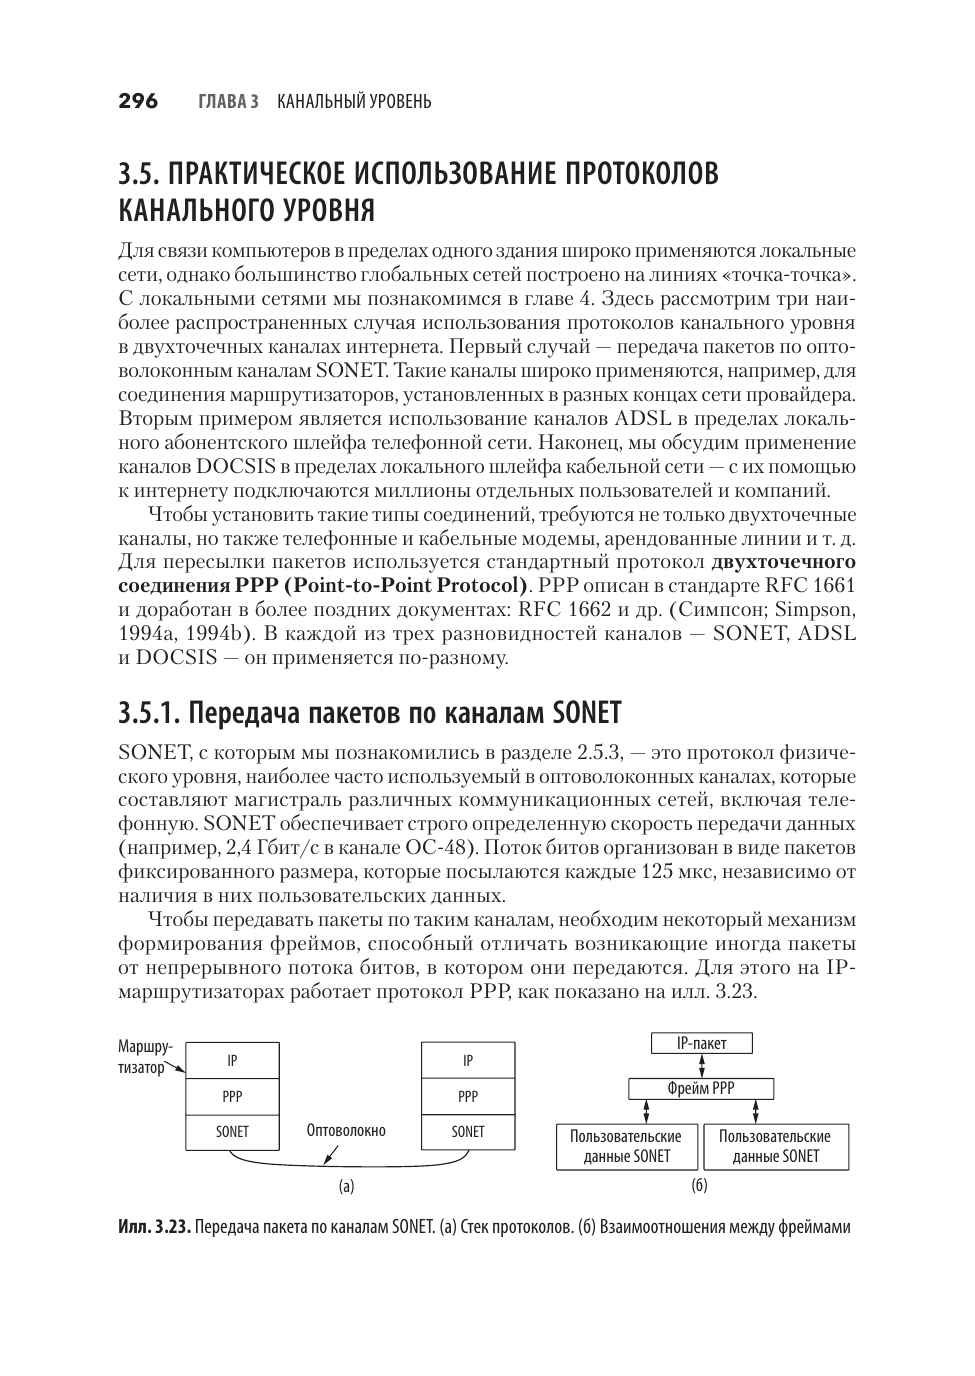 296 ГЛАВА 3 КАНАЛЬНЫЙ УРОВЕНЬ
3.5. ПРАКТИЧЕСКОЕ ИСПОЛЬЗОВАНИЕ ПРОТОКОЛОВ
КАНАЛЬНОГО УРОВНЯ
Для связи компьютеров в пределах одного здания широко применяются локальные
сети, однако большинство глобальных сетей построено на линиях «точка-точка».
С локальными сетями мы познакомимся в главе 4. Здесь рассмотрим три наи-
более распространенных случая использования протоколов канального уровня
в двухточечных каналах интернета. Первый случай — передача пакетов по опто-
волоконным каналам SONET. Такие каналы широко применяются, например, для
соединения маршрутизаторов, установленных в разных концах сети провайдера.
Вторым примером является использование каналов ADSL в пределах локаль-
ного абонентского шлейфа телефонной сети. Наконец, мы обсудим применение
каналов DOCSIS в пределах локального шлейфа кабельной сети — с их помощью
к интернету подключаются миллионы отдельных пользователей и компаний.
Чтобы установить такие типы соединений, требуются не только двухточечные
каналы, но также телефонные и кабельные модемы, арендованные линии и т. д.
Для пересылки пакетов используется стандартный протокол двухточечного
соединения PPP (Point-to-Point Protocol). PPP описан в стандарте RFC 1661
и доработан в более поздних документах: RFC 1662 и др. (Симпсон; Simpson,
1994a, 1994b). В каждой из трех разновидностей каналов — SONET, ADSL
и DOCSIS — он применяется по-разному.
3.5.1. Передача пакетов по каналам SONET
SONET, с которым мы познакомились в разделе 2.5.3, — это протокол физиче-
ского уровня, наиболее часто используемый в оптоволоконных каналах, которые
составляют магистраль различных коммуникационных сетей, включая теле-
фонную. SONET обеспечивает строго определенную скорость передачи данных
(например, 2,4 Гбит/с в канале OC-48). Поток битов организован в виде пакетов
фиксированного размера, которые посылаются каждые 125 мкс, независимо от
наличия в них пользовательских данных.
Чтобы передавать пакеты по таким каналам, необходим некоторый механизм
формирования фреймов, способный отличать возникающие иногда пакеты
от непрерывного потока битов, в котором они передаются. Для этого на IP-
маршрутизаторах работает протокол PPP, как показано на илл. 3.23.
Маршру-
тизатор
IP
PPP
SONET
Оптоволокно
IP
PPP
SONET
(а)
IP-пакет
Фрейм PPP
Пользовательские
данные SONET
Пользовательские
данные SONET
(б)
Илл. 3.23. Передача пакета по каналам SONET. (а) Стек протоколов. (б) Взаимоотношения между фреймами